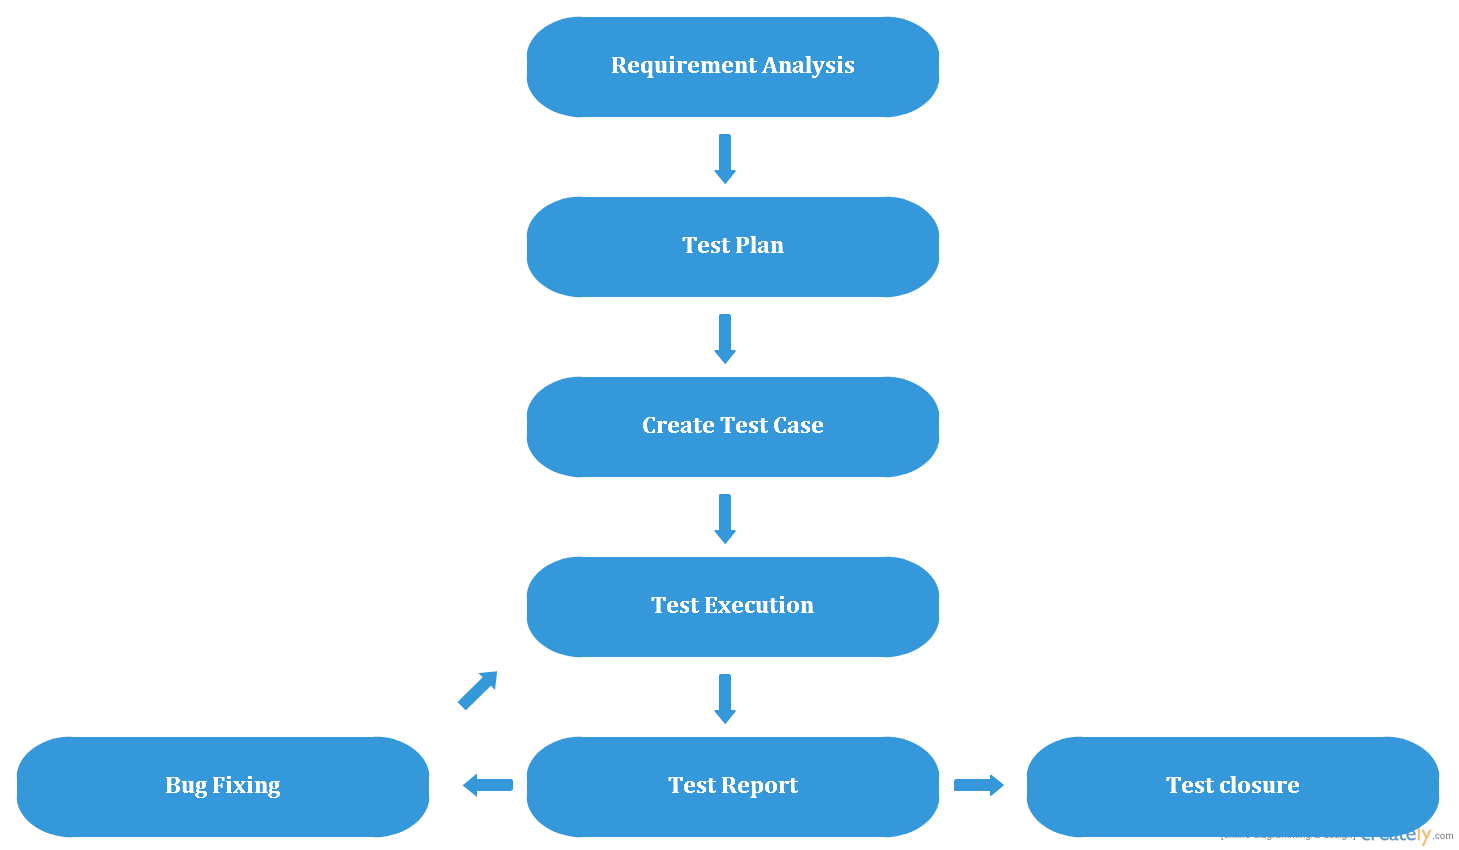 Requirement Analysis
Test Plan
Create Test Case
Test Execution
Bug Fixing
Test Report
Test closure
creately.com